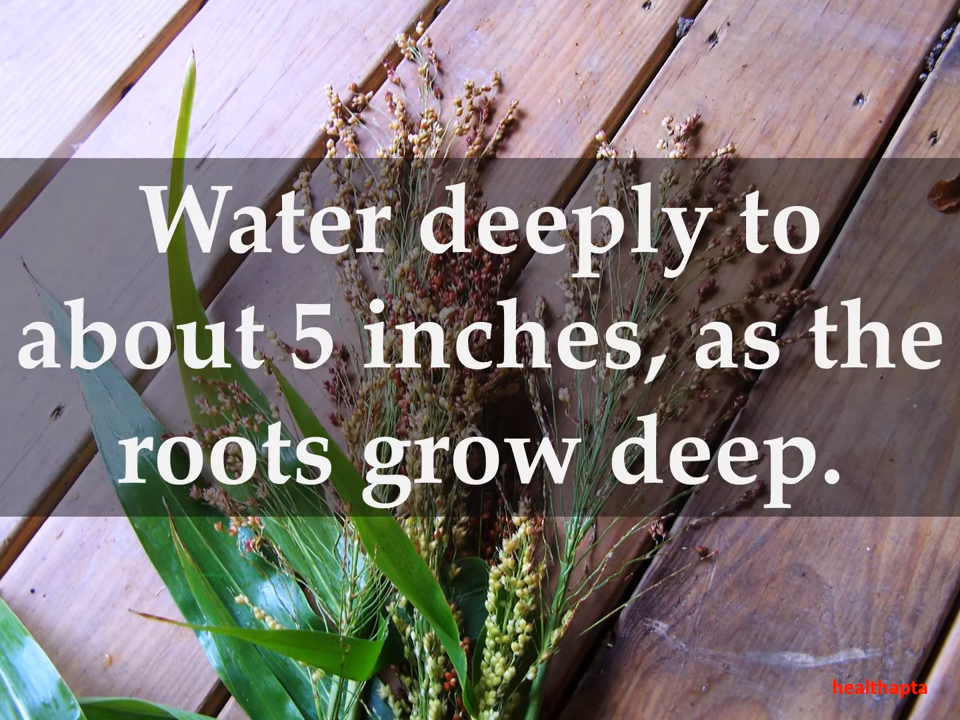 Water deeply to
about 5 inches, as the
roots grow deep.
healthapta